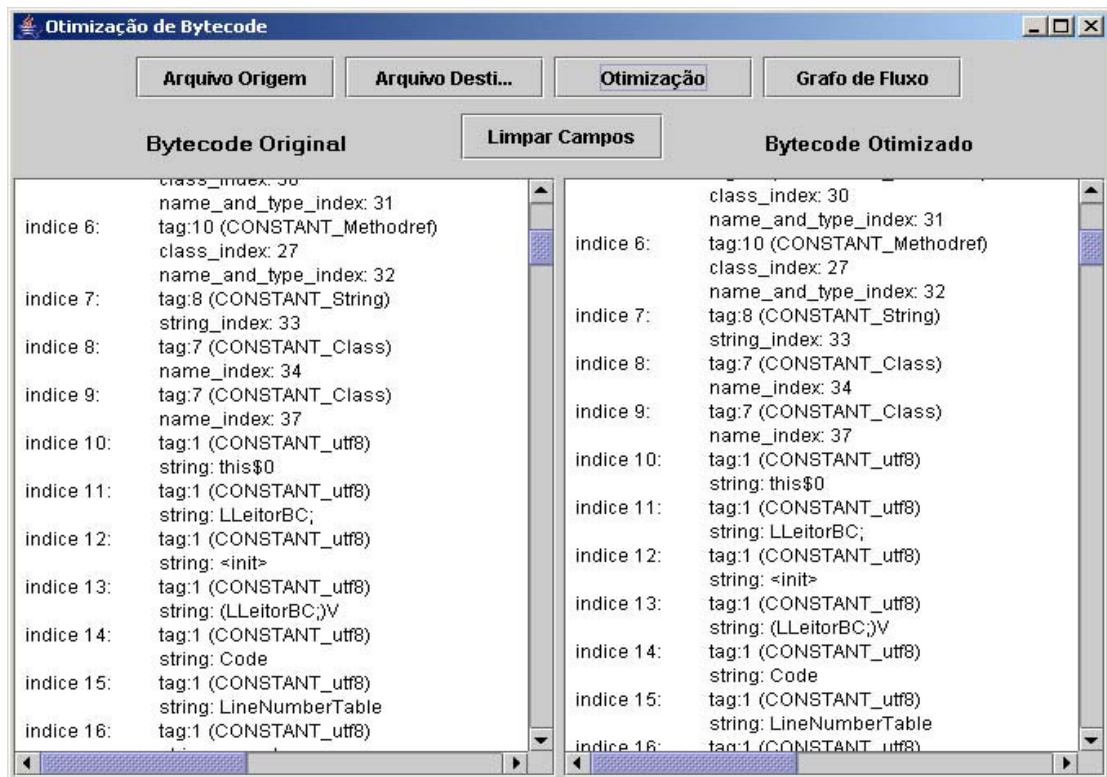 Otimização de Bytecode
Arquivo Origem
Arquivo Desti...
Otimização
Grafo de Fluxo
Bytecode Original
Limpar Campos
Bytecode Otimizado
class_index: 30
name_and_type_index: 31
indice 6: tag:10 (CONSTANT_Methodref)
class_index: 27
name_and_type_index: 32
indice 7: tag:8 (CONSTANT_String)
string_index: 33
indice 8: tag:7 (CONSTANT_Class)
name_index: 34
indice 9: tag:7 (CONSTANT_Class)
name_index: 37
indice 10: tag:1 (CONSTANT_utf8)
string: this$0
indice 11: tag:1 (CONSTANT_utf8)
string: LLeitorBC;
indice 12: tag:1 (CONSTANT_utf8)
string: <init>
indice 13: tag:1 (CONSTANT_utf8)
string: (LLeitorBC;)V
indice 14: tag:1 (CONSTANT_utf8)
string: Code
indice 15: tag:1 (CONSTANT_utf8)
string: LineNumberTable
indice 16: tag:1 (CONSTANT_utf8)
class_index: 30
name_and_type_index: 31
indice 6: tag:10 (CONSTANT_Methodref)
class_index: 27
name_and_type_index: 32
indice 7: tag:8 (CONSTANT_String)
string_index: 33
indice 8: tag:7 (CONSTANT_Class)
name_index: 34
indice 9: tag:7 (CONSTANT_Class)
name_index: 37
indice 10: tag:1 (CONSTANT_utf8)
string: this$0
indice 11: tag:1 (CONSTANT_utf8)
string: LLeitorBC;
indice 12: tag:1 (CONSTANT_utf8)
string: <init>
indice 13: tag:1 (CONSTANT_utf8)
string: (LLeitorBC;)V
indice 14: tag:1 (CONSTANT_utf8)
string: Code
indice 15: tag:1 (CONSTANT_utf8)
string: LineNumberTable
indice 16: tag:1 (CONSTANT_utf8)